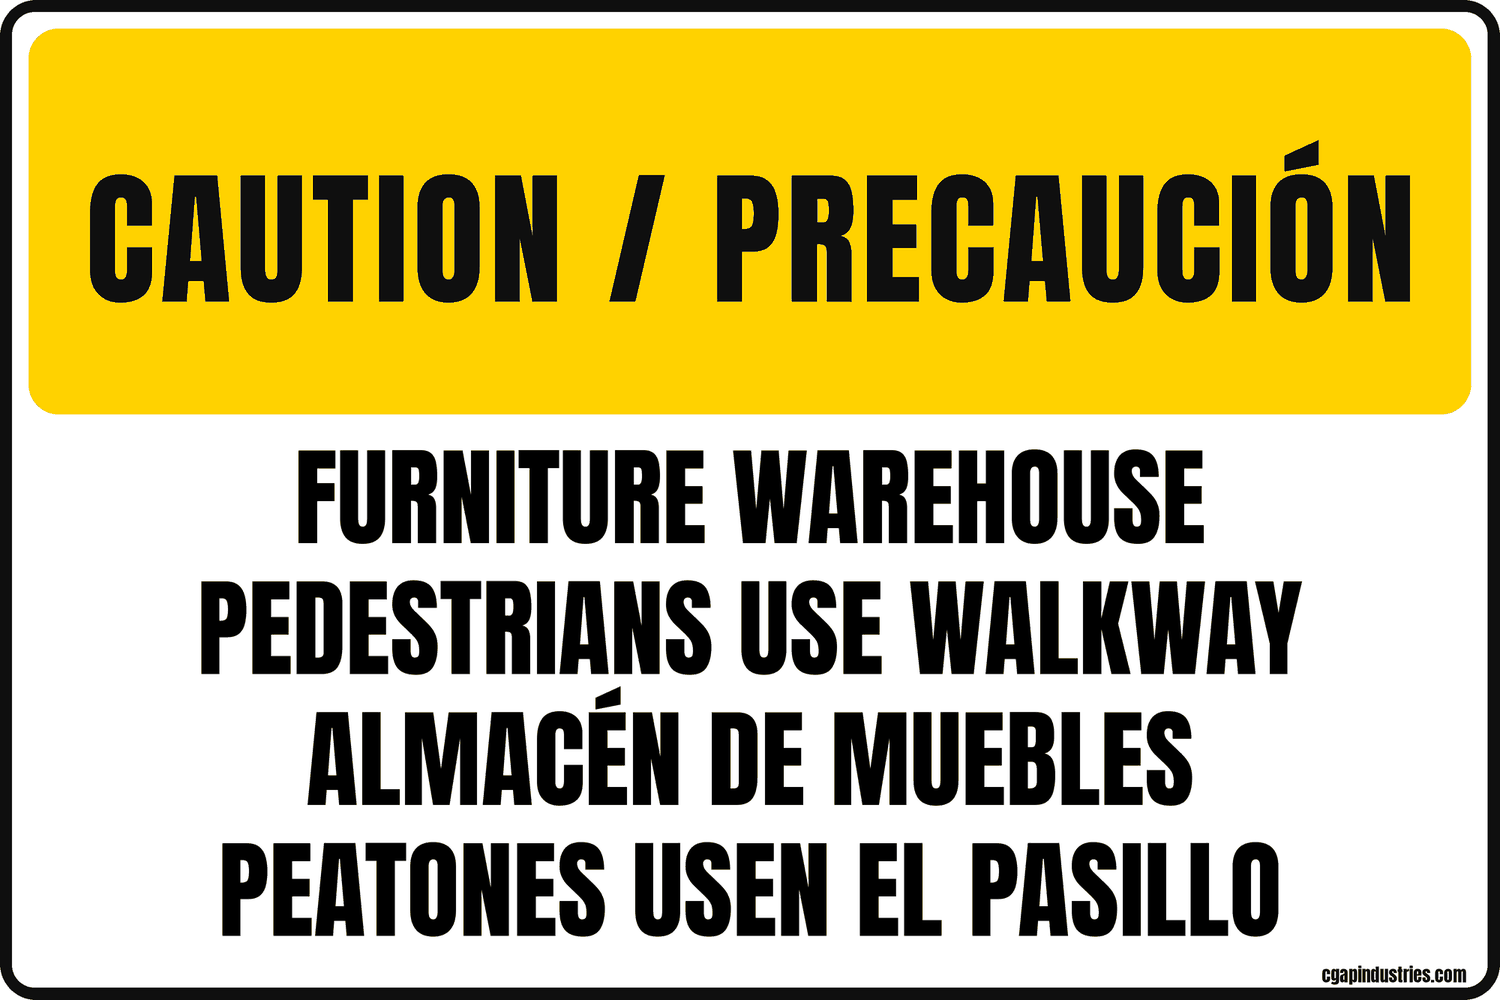 CAUTION / PRECAUCIÓN
FURNITURE WAREHOUSE
PEDESTRIANS USE WALKWAY
ALMACÉN DE MUEBLES
PEATONES USEN EL PASILLO
cgapindustries.com